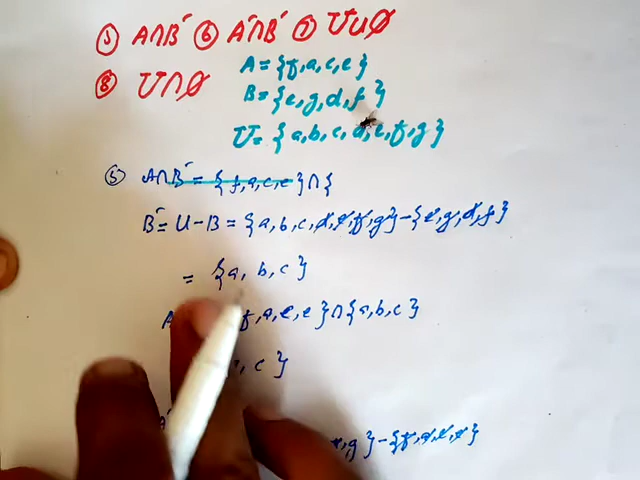 ⑤ A∩B' ⑥ A'∩B' ⑦ U∪Ø
⑧ U∩Ø
A = {f,a,c,e}
B = {e,g,d,f}
U = {a,b,c,d,e,f,g}
⑤ A∩B' = {f,a,c,e}∩{
B' = U-B = {a,b,c,d,e,f,g}-{e,g,d,f}
= {a, b, c}
A f,a,c,e}∩{a,b,c}
, c}
,g}-{f,a,c,e}